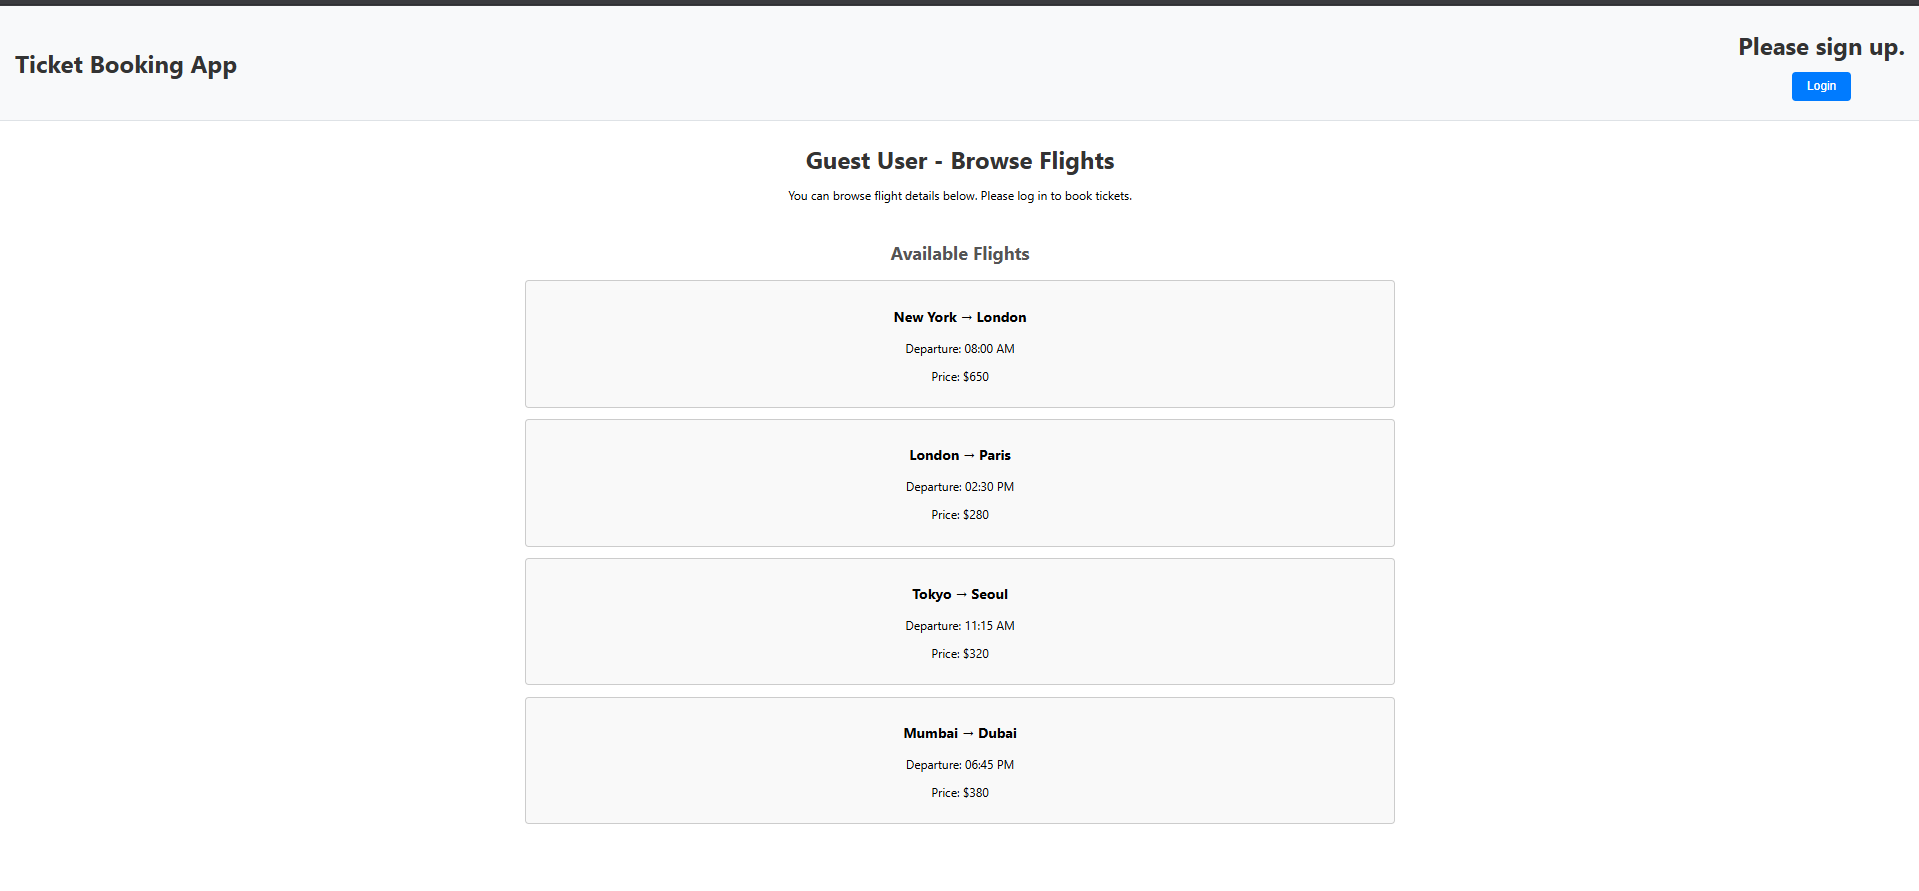 Ticket Booking App
Please sign up.
Login
Guest User - Browse Flights
You can browse flight details below. Please log in to book tickets.
Available Flights
New York → London
Departure: 08:00 AM
Price: $650
London → Paris
Departure: 02:30 PM
Price: $280
Tokyo → Seoul
Departure: 11:15 AM
Price: $320
Mumbai → Dubai
Departure: 06:45 PM
Price: $380